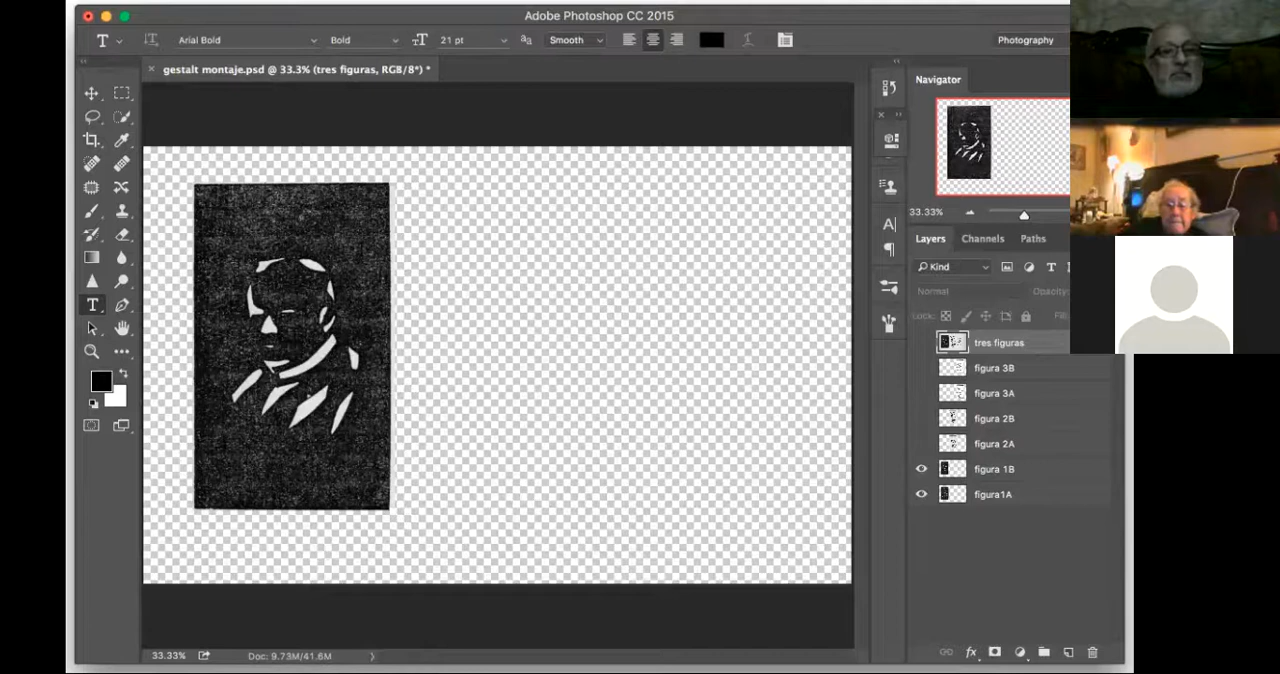 Adobe Photoshop CC 2015
T Arial Bold Bold 21 pt aa Smooth Photography
gestalt montaje.psd @ 33.3% (tres figuras, RGB/8*) *
Navigator
33.33%
Layers Channels Paths
Kind T
Normal Opacity:
Lock: Fill
tres figuras
figura 3B
figura 3A
figura 2B
figura 2A
figura 1B
figura1A
fx
33.33% Doc: 9.73M/41.6M